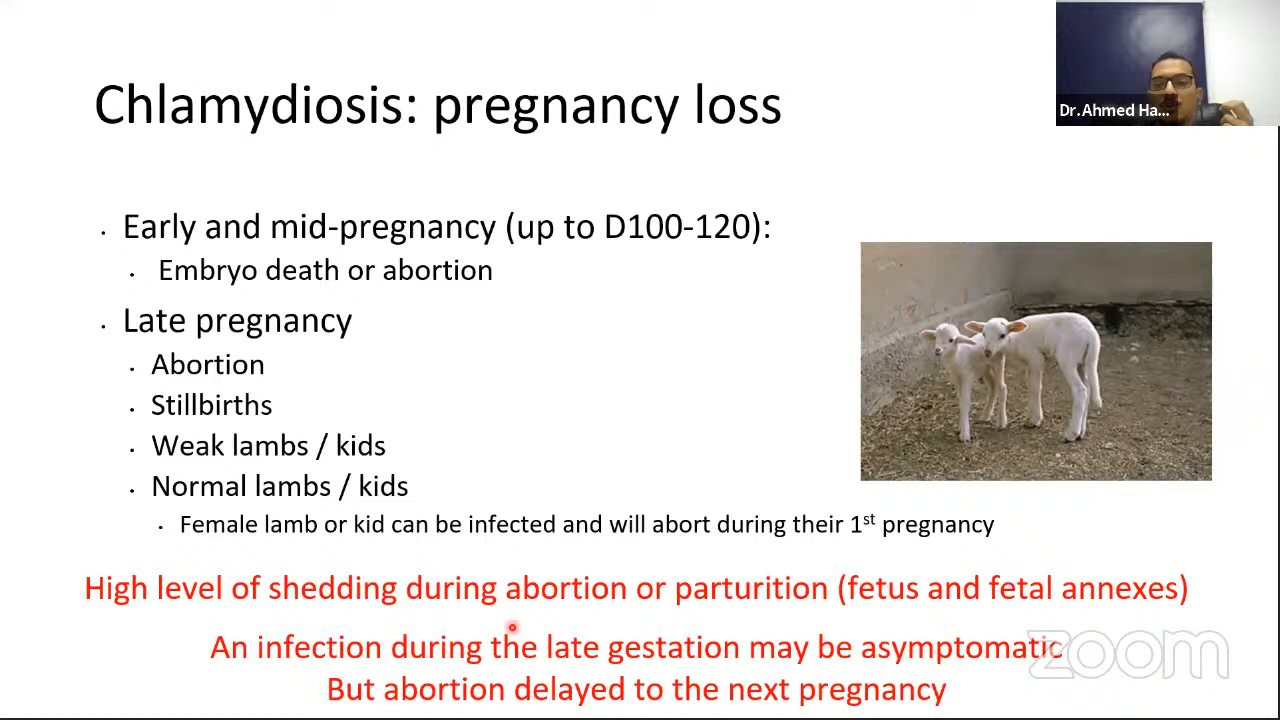 Chlamydiosis: pregnancy loss
Dr.Ahmed Ha...
• Early and mid-pregnancy (up to D100-120):
• Embryo death or abortion
• Late pregnancy
• Abortion
• Stillbirths
• Weak lambs / kids
• Normal lambs / kids
• Female lamb or kid can be infected and will abort during their 1st pregnancy
High level of shedding during abortion or parturition (fetus and fetal annexes)
An infection during the late gestation may be asymptomatic
But abortion delayed to the next pregnancy
zoom